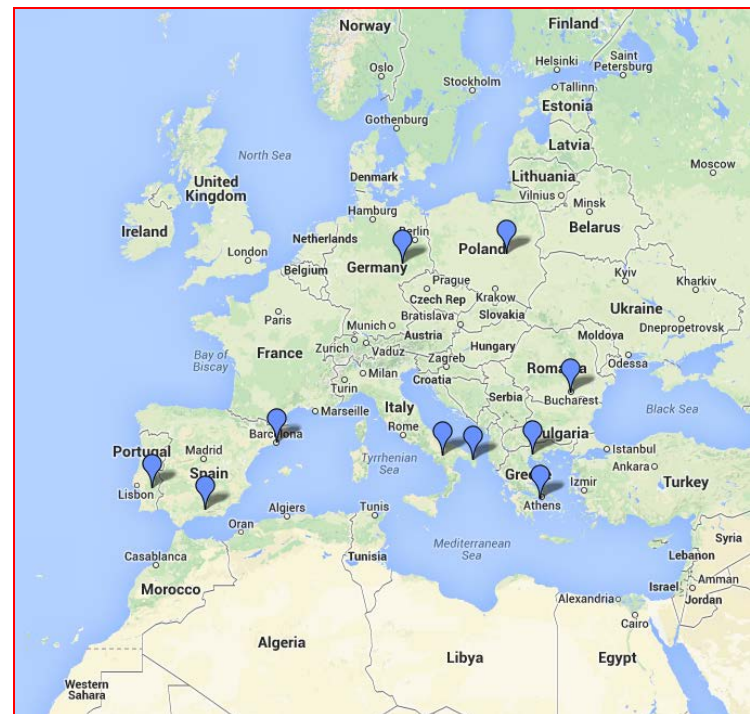 Norway
Finland
Oslo
Helsinki
Saint
Petersburg
Stockholm
Tallinn
Estonia
Gothenburg
Latvia
North Sea
Moscow
Denmark
Lithuania
United
Kingdom
Vilnius
Minsk
Hamburg
Belarus
Ireland
Netherlands
Berlin
Poland
London
Germany
Belgium
Prague
Kyiv
Kharkiv
Czech Rep
Krakow
Ukraine
Paris
Bratislava
Slovakia
Munich
Dnepropetrovsk
Austria
Moldova
Zurich
Vaduz
Hungary
Bay of
Biscay
France
Zagreb
Odessa
Milan
Romania
Croatia
Turin
Serbia
Bucharest
Marseille
Italy
Black Sea
Barcelona
Rome
Bulgaria
Portugal
Madrid
Istanbul
Tyrrhenian
Sea
Ankara
Spain
Greece
Lisbon
Izmir
Turkey
Athens
Algiers
Tunis
Oran
Syria
Mediterranean
Sea
Casablanca
Tunisia
Lebanon
Israel
Amman
Morocco
Alexandria
Jordan
Cairo
Algeria
Libya
Egypt
Western
Sahara